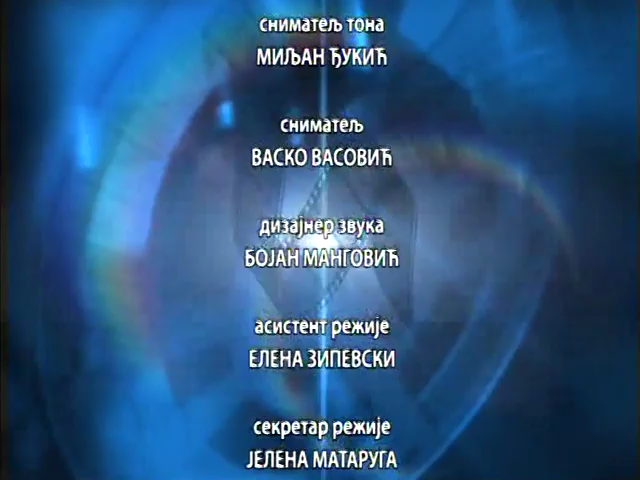 сниматељ тона
МИЉАН ЂУКИЋ
сниматељ
ВАСКО ВАСОВИЋ
дизајнер звука
БОЈАН МАНГОВИЋ
асистент режије
ЕЛЕНА ЗИПЕВСКИ
секретар режије
ЈЕЛЕНА МАТАРУГА